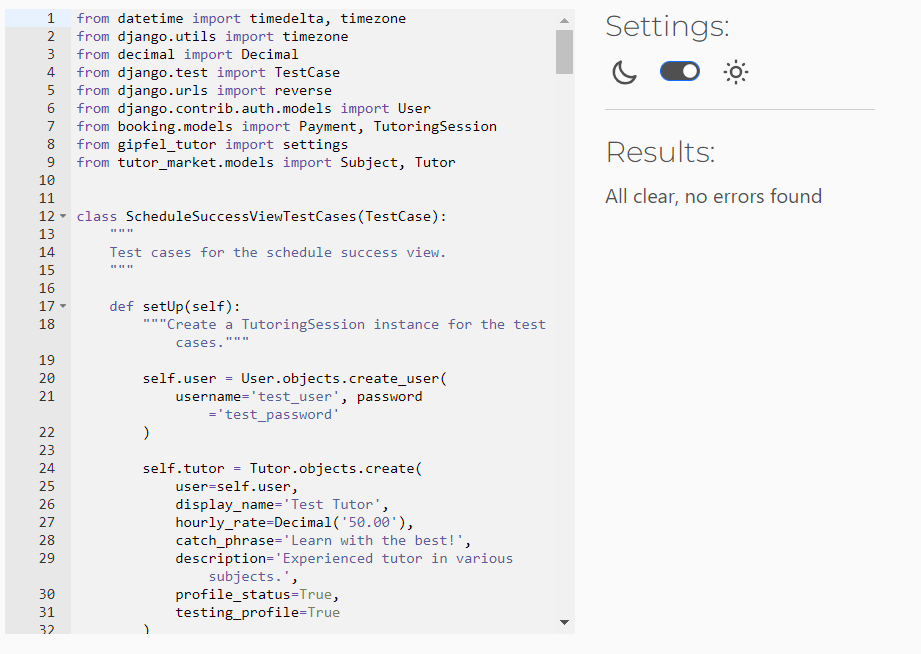 1 from datetime import timedelta, timezone
2 from django.utils import timezone
3 from decimal import Decimal
4 from django.test import TestCase
5 from django.urls import reverse
6 from django.contrib.auth.models import User
7 from booking.models import Payment, TutoringSession
8 from gipfel_tutor import settings
9 from tutor_market.models import Subject, Tutor
10
11
12 class ScheduleSuccessViewTestCases(TestCase):
13     """
14     Test cases for the schedule success view.
15     """
16
17     def setUp(self):
18         """Create a TutoringSession instance for the test
            cases."""
19
20         self.user = User.objects.create_user(
21             username='test_user', password
                ='test_password'
22         )
23
24         self.tutor = Tutor.objects.create(
25             user=self.user,
26             display_name='Test Tutor',
27             hourly_rate=Decimal('50.00'),
28             catch_phrase='Learn with the best!',
29             description='Experienced tutor in various
                subjects.',
30             profile_status=True,
31             testing_profile=True
32         )
Settings:
Results:
All clear, no errors found